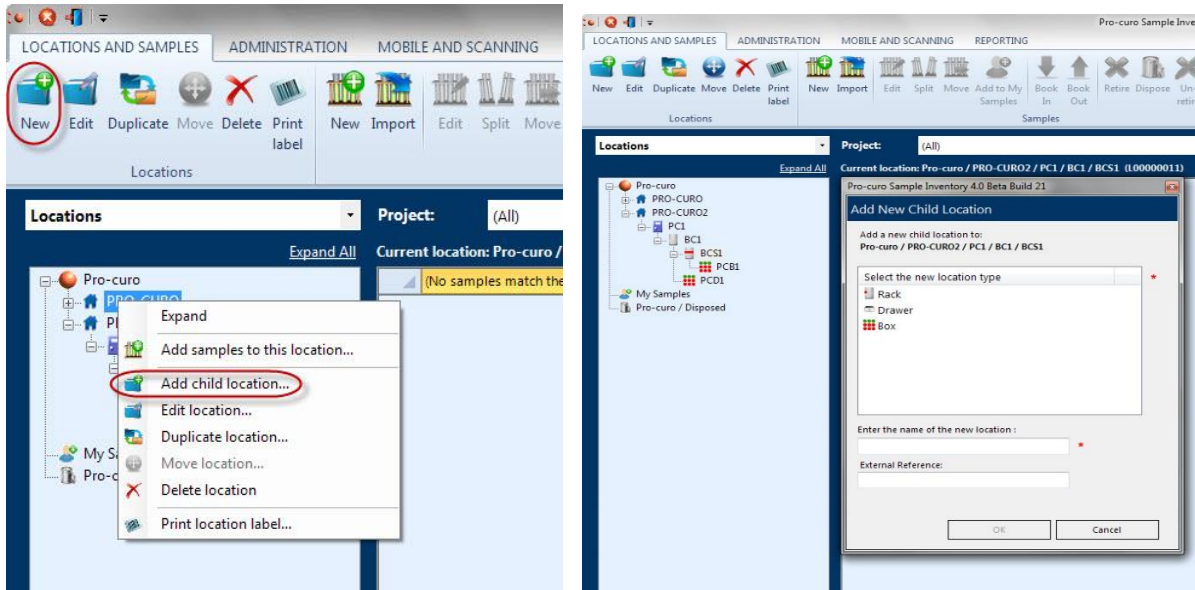 LOCATIONS AND SAMPLES ADMINISTRATION MOBILE AND SCANNING
New Edit Duplicate Move Delete Print label New Import Edit Split Move
Locations
Locations
Project: (All)
Expand All
Current location: Pro-curo /
(No samples match the
Pro-curo
PRO-CURO
Expand
Add samples to this location...
Add child location...
Edit location...
Duplicate location...
Move location...
Delete location
Print location label...
My Sa
Pro-c
Pro-curo Sample Inve
LOCATIONS AND SAMPLES ADMINISTRATION MOBILE AND SCANNING REPORTING
New Edit Duplicate Move Delete Print label New Import Edit Split Move Add to My Samples Book In Book Out Retire Dispose Un-
Locations Samples
Locations
Project: (All)
Expand All
Current location: Pro-curo / PRO-CURO2 / PC1 / BC1 / BCS1 (L00000011)
Pro-curo
PRO-CURO
PRO-CURO2
PC1
BC1
BCS1
PCB1
PCD1
My Samples
Pro-curo / Disposed
Pro-curo Sample Inventory 4.0 Beta Build 21
Add New Child Location
Add a new child location to:
Pro-curo / PRO-CURO2 / PC1 / BC1 / BCS1
Select the new location type *
Rack
Drawer
Box
Enter the name of the new location :
*
External Reference:
OK Cancel